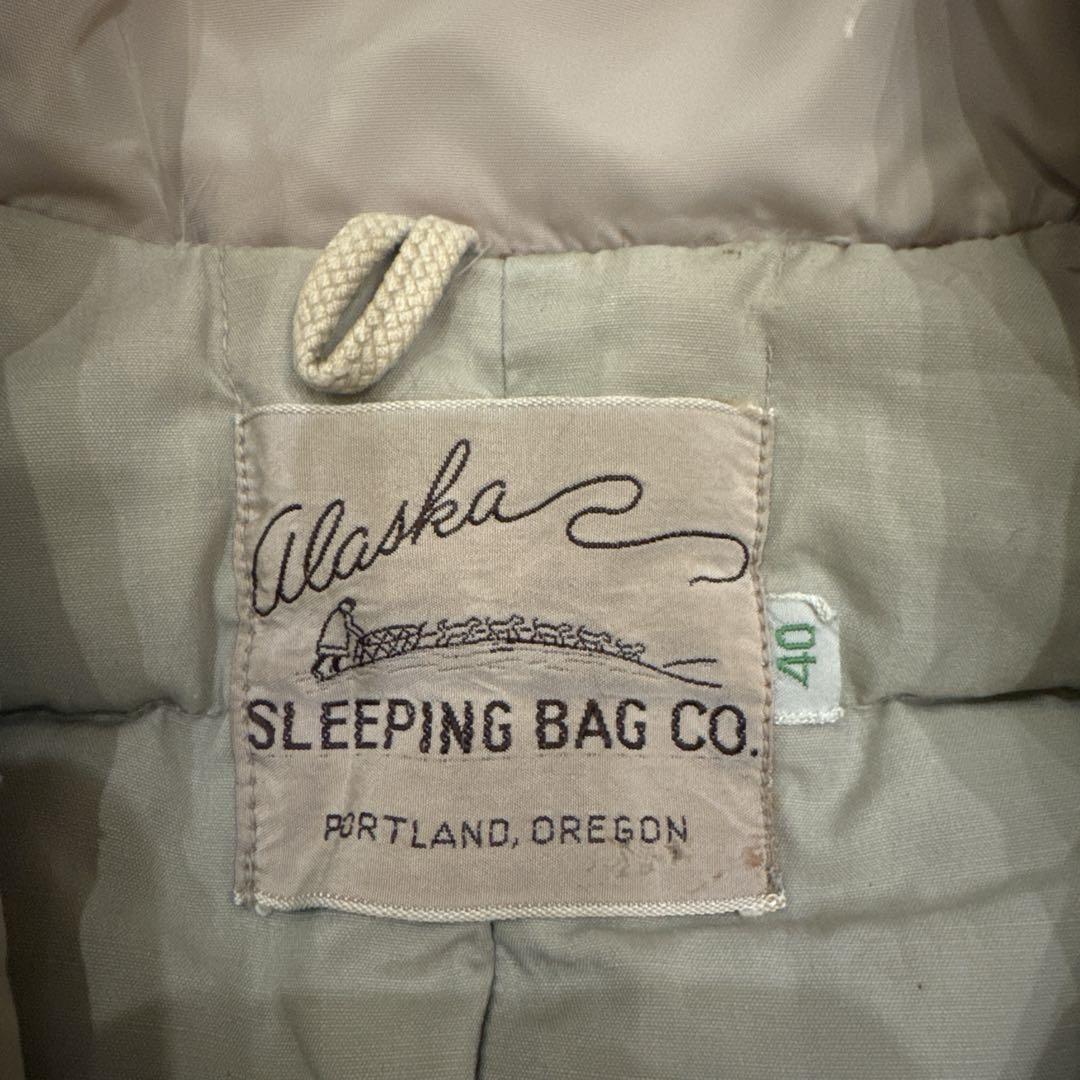 Alaska
SLEEPING BAG CO.
PORTLAND, OREGON
40